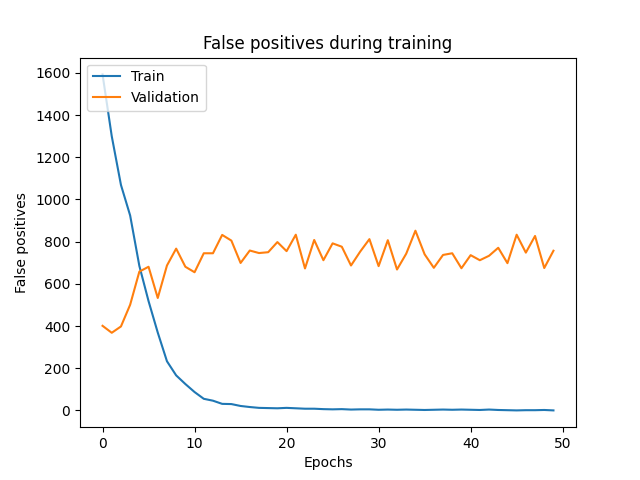 False positives during training
Train
Validation
False positives
1600
1400
1200
1000
800
600
400
200
0
0 10 20 30 40 50
Epochs